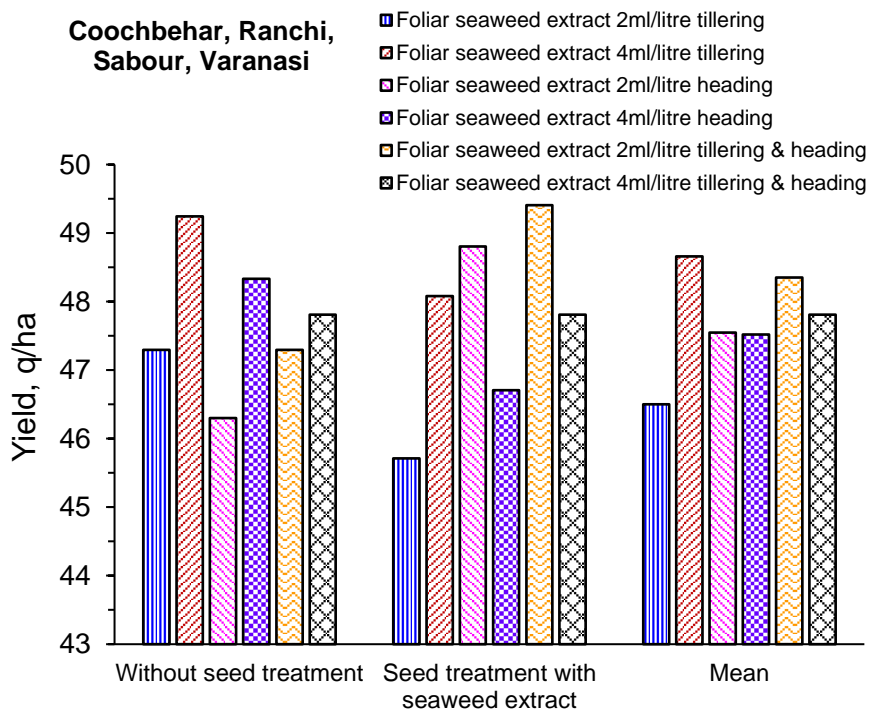 Coochbehar, Ranchi,
Sabour, Varanasi
Foliar seaweed extract 2ml/litre tillering
Foliar seaweed extract 4ml/litre tillering
Foliar seaweed extract 2ml/litre heading
Foliar seaweed extract 4ml/litre heading
Foliar seaweed extract 2ml/litre tillering & heading
Foliar seaweed extract 4ml/litre tillering & heading
Yield, q/ha
50
49
48
47
46
45
44
43
Without seed treatment
Seed treatment with
seaweed extract
Mean